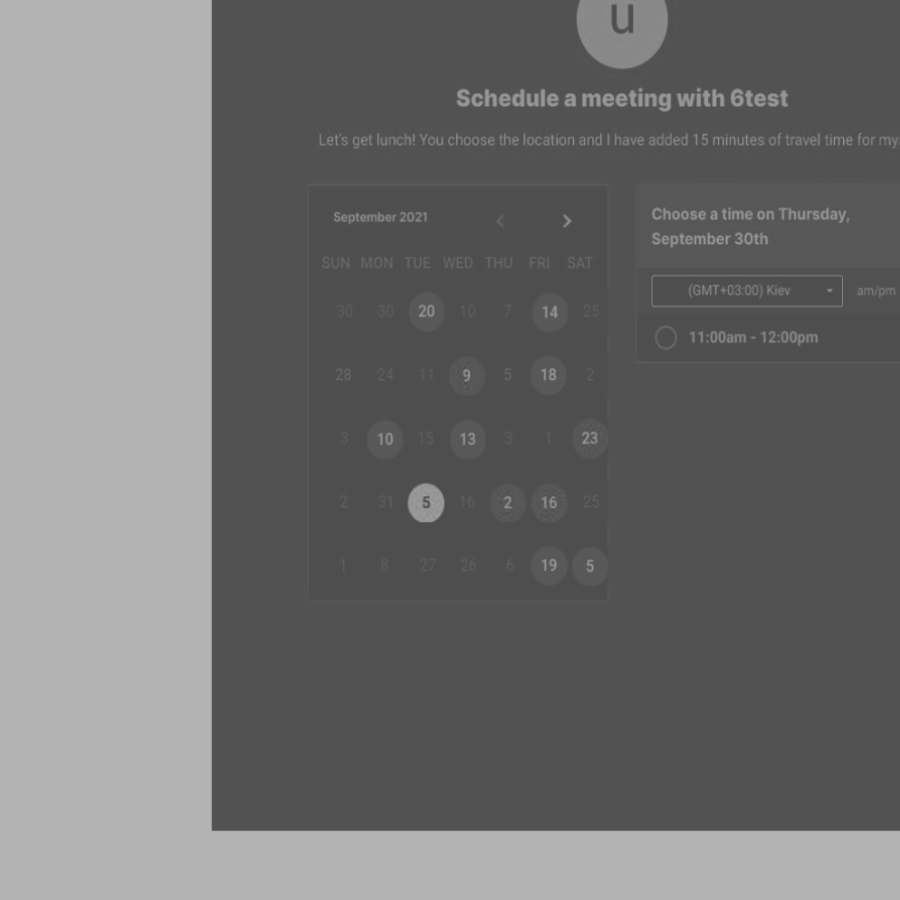 u
Schedule a meeting with 6test
Let's get lunch! You choose the location and I have added 15 minutes of travel time for
September 2021
SUN MON TUE WED THU FRI SAT
30 30 20 10 7 14 25
28 24 11 9 5 18 2
3 10 15 13 3 1 23
2 31 5 16 2 16 25
1 8 27 26 6 19 5
Choose a time on Thursday,
September 30th
(GMT+03:00) Kiev am/pm
11:00am - 12:00pm